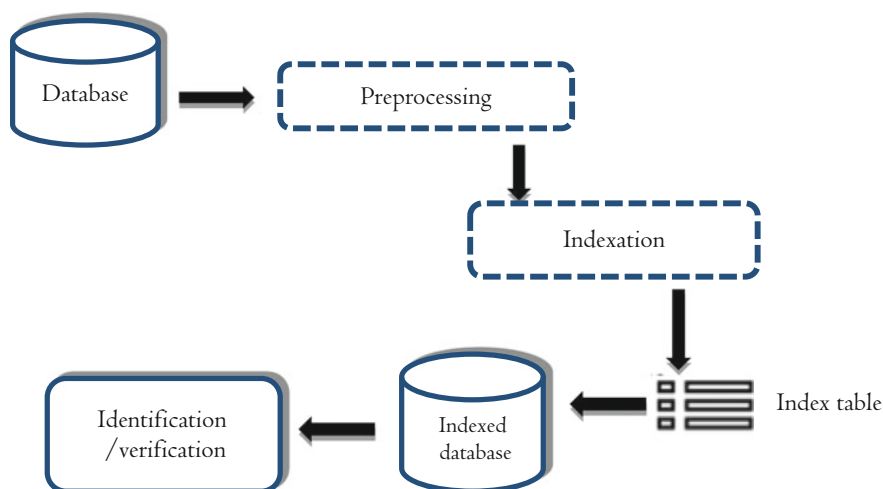 Database
Preprocessing
Indexation
Index table
Indexed
database
Identification
/verification